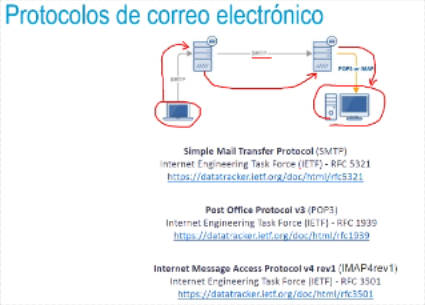 Protocolos de correo electrónico
SMTP
SMTP
POP3 or IMAP
Simple Mail Transfer Protocol (SMTP)
Internet Engineering Task Force (IETF) - RFC 5321
https://datatracker.ietf.org/doc/html/rfc5321
Post Office Protocol v3 (POP3)
Internet Engineering Task Force (IETF) - RFC 1939
https://datatracker.ietf.org/doc/html/rfc1939
Internet Message Access Protocol v4 rev1 (IMAP4rev1)
Internet Engineering Task Force (IETF) - RFC 3501
https://datatracker.ietf.org/doc/html/rfc3501